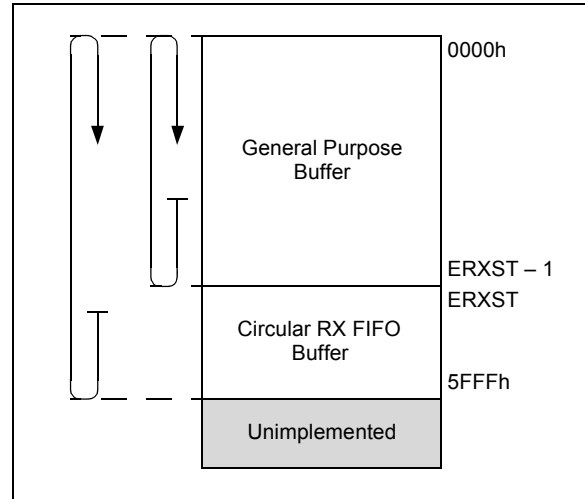 0000h
General Purpose
Buffer
ERXST – 1
ERXST
Circular RX FIFO
Buffer
5FFFh
Unimplemented